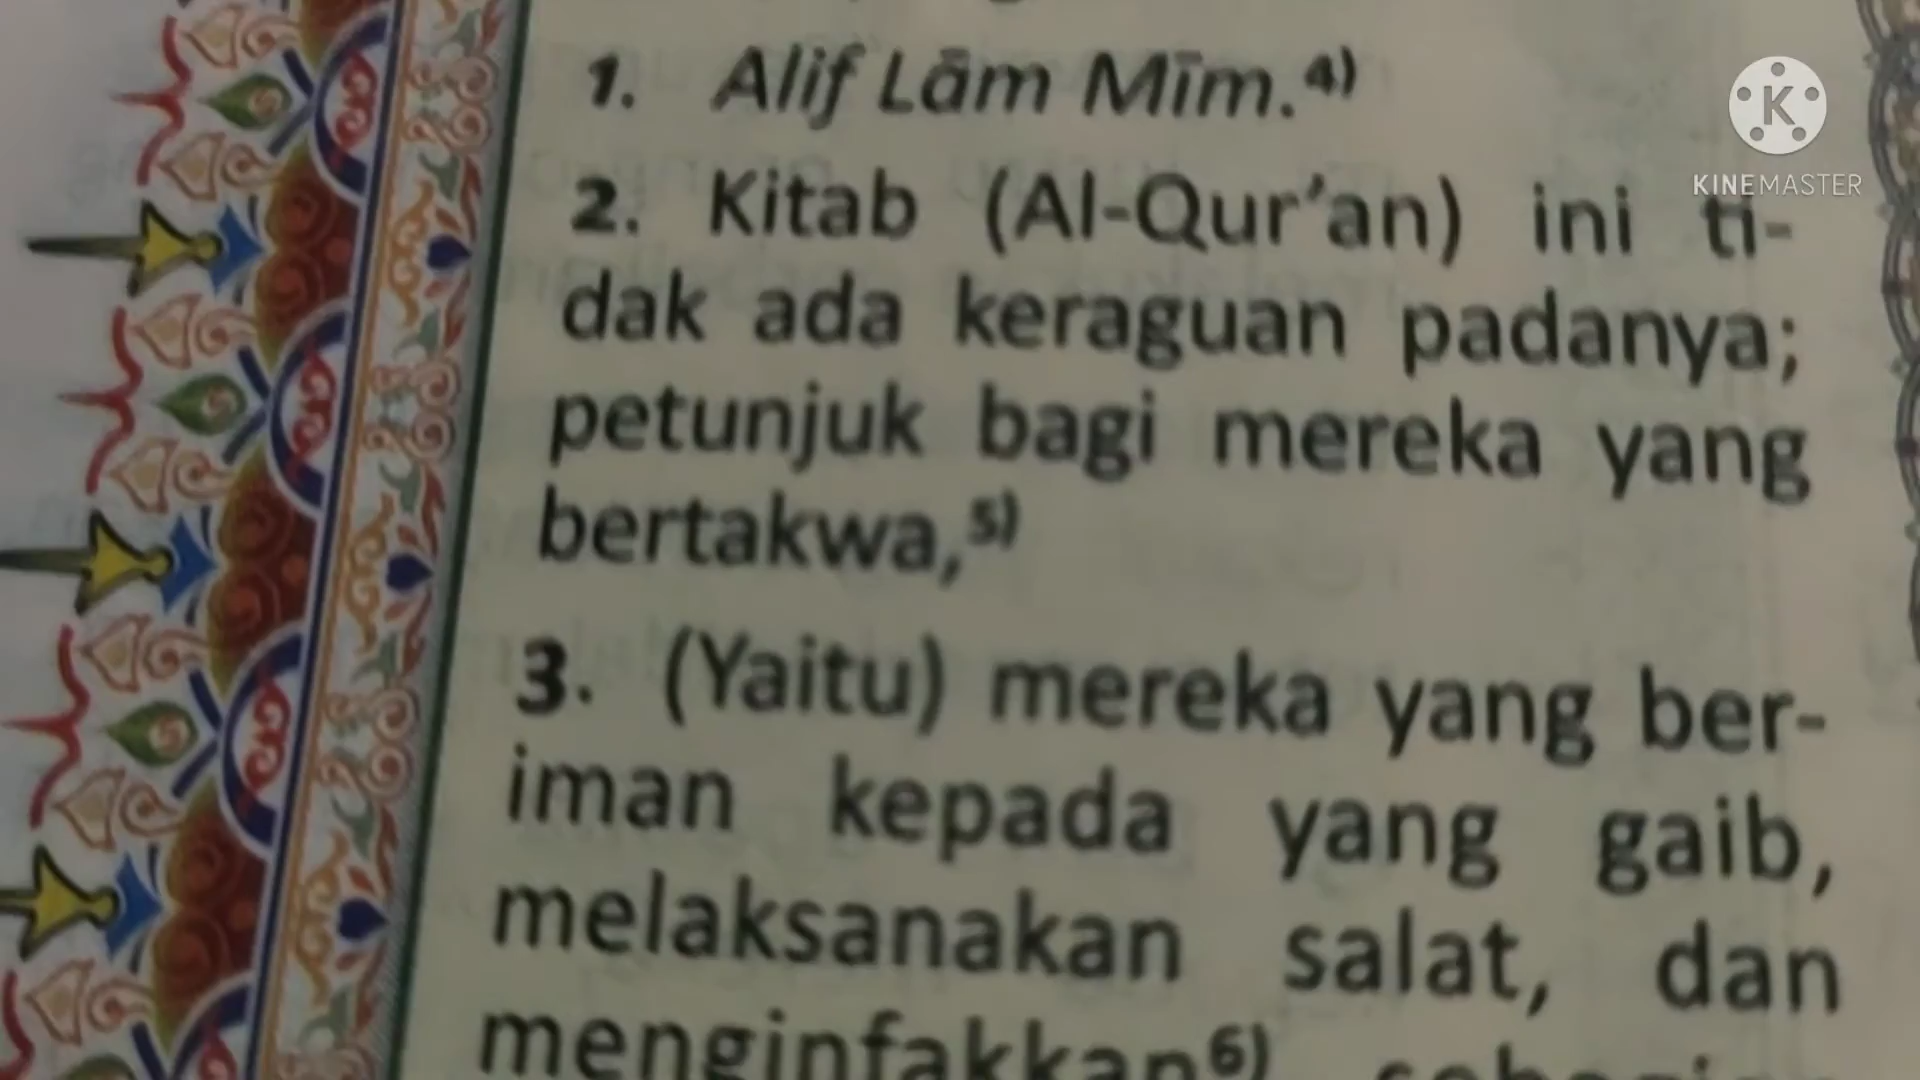 1. Alif Lām Mīm.⁴⁾
2. Kitab (Al-Qur’an) ini ti-
dak ada keraguan padanya;
petunjuk bagi mereka yang
bertakwa,⁵⁾
3. (Yaitu) mereka yang ber-
iman kepada yang gaib,
melaksanakan salat, dan
menginfakkan⁶⁾
K
KINEMASTER